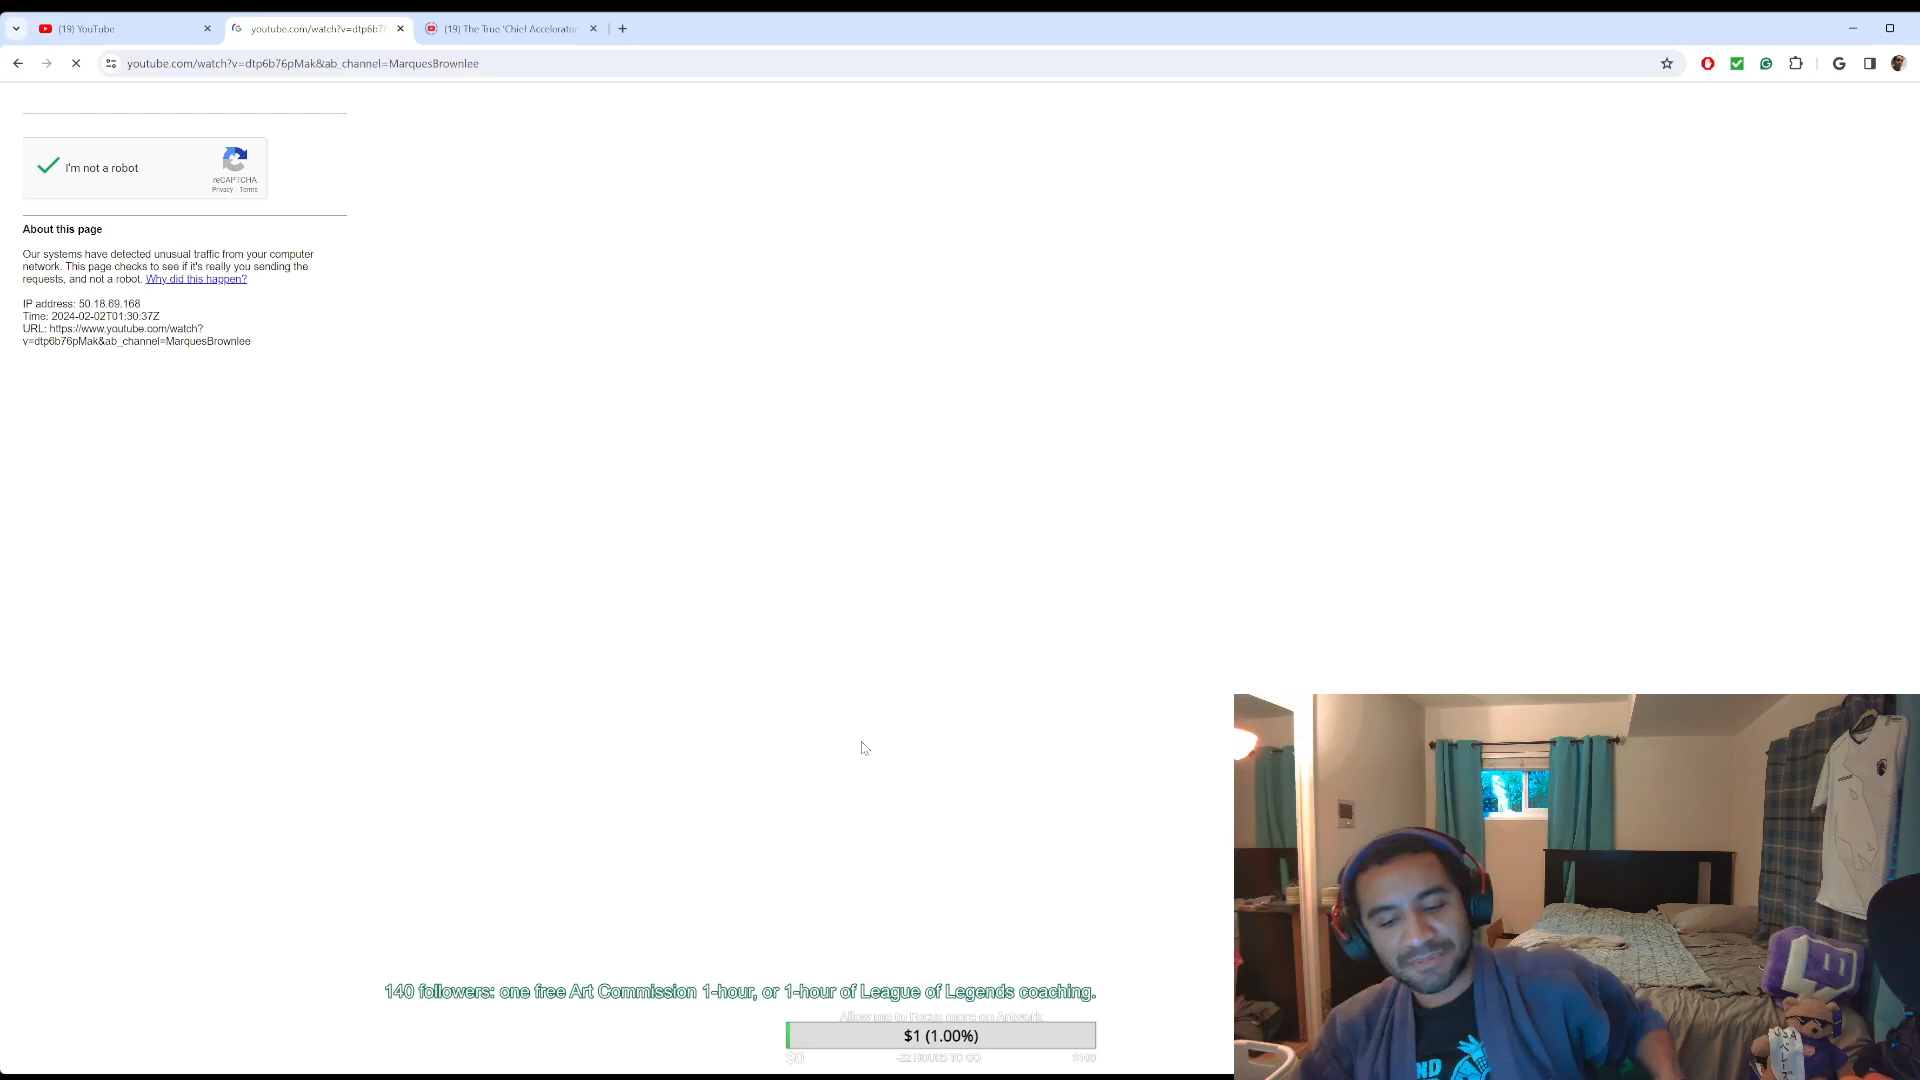 (19) YouTube
youtube.com/watch?v=dtp6b7
(19) The True 'Chief Accelerator
youtube.com/watch?v=dtp6b76pMak&ab_channel=MarquesBrownlee
I'm not a robot
reCAPTCHA
Privacy - Terms
About this page
Our systems have detected unusual traffic from your computer
network. This page checks to see if it's really you sending the
requests, and not a robot. Why did this happen?
IP address: 50.18.69.168
Time: 2024-02-02T01:30:37Z
URL: https://www.youtube.com/watch?
v=dtp6b76pMak&ab_channel=MarquesBrownlee
140 followers: one free Art Commission 1-hour, or 1-hour of League of Legends coaching.
Allow me to Focus more on Artwork
$1 (1.00%)
$0
-22 HOURS TO GO
$100
USA